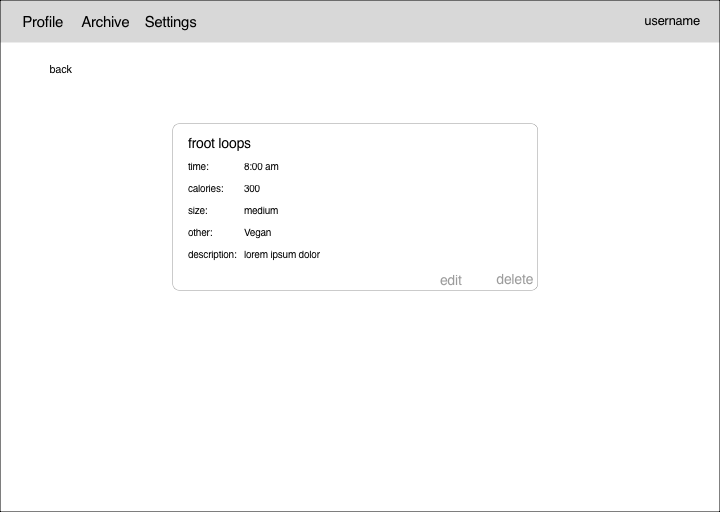 Profile Archive Settings username
back
froot loops
time: 8:00 am
calories: 300
size: medium
other: Vegan
description: lorem ipsum dolor
edit delete